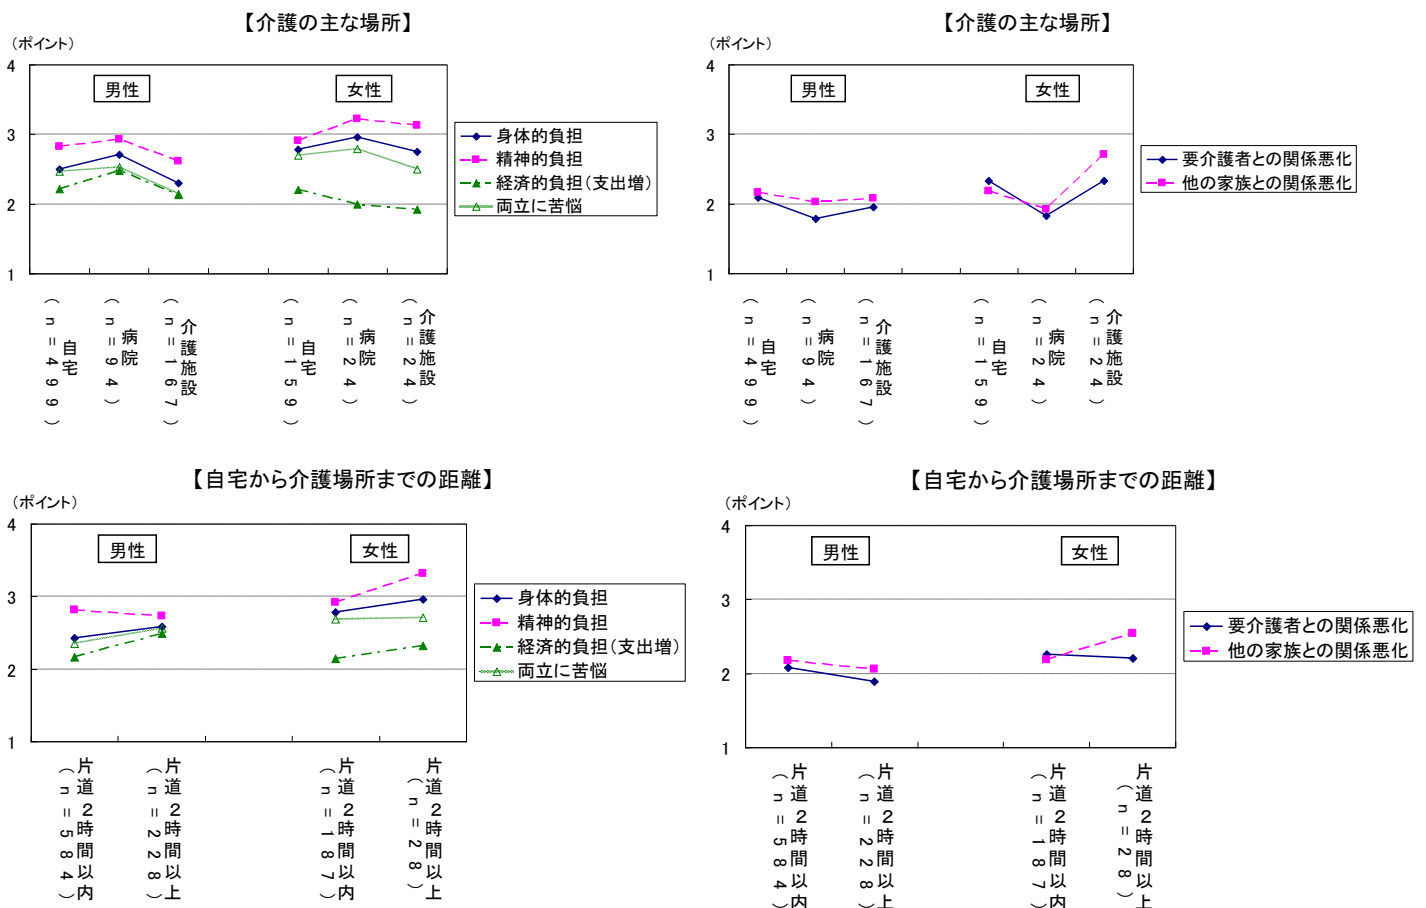 【介護の主な場所】
（ポイント）
4
3
2
1
男性
女性
身体的負担
精神的負担
経済的負担（支出増）
両立に苦悩
自宅
（n=499）
病院
（n=94）
介護施設
（n=167）
自宅
（n=159）
病院
（n=24）
介護施設
（n=24）
【介護の主な場所】
（ポイント）
4
3
2
1
男性
女性
要介護者との関係悪化
他の家族との関係悪化
自宅
（n=499）
病院
（n=94）
介護施設
（n=167）
自宅
（n=159）
病院
（n=24）
介護施設
（n=24）
【自宅から介護場所までの距離】
（ポイント）
4
3
2
1
男性
女性
身体的負担
精神的負担
経済的負担（支出増）
両立に苦悩
片道２時間以内
（n=584）
片道２時間以上
（n=228）
片道２時間以内
（n=187）
片道２時間以上
（n=28）
【自宅から介護場所までの距離】
（ポイント）
4
3
2
1
男性
女性
要介護者との関係悪化
他の家族との関係悪化
片道２時間以内
（n=584）
片道２時間以上
（n=228）
片道２時間以内
（n=187）
片道２時間以上
（n=28）